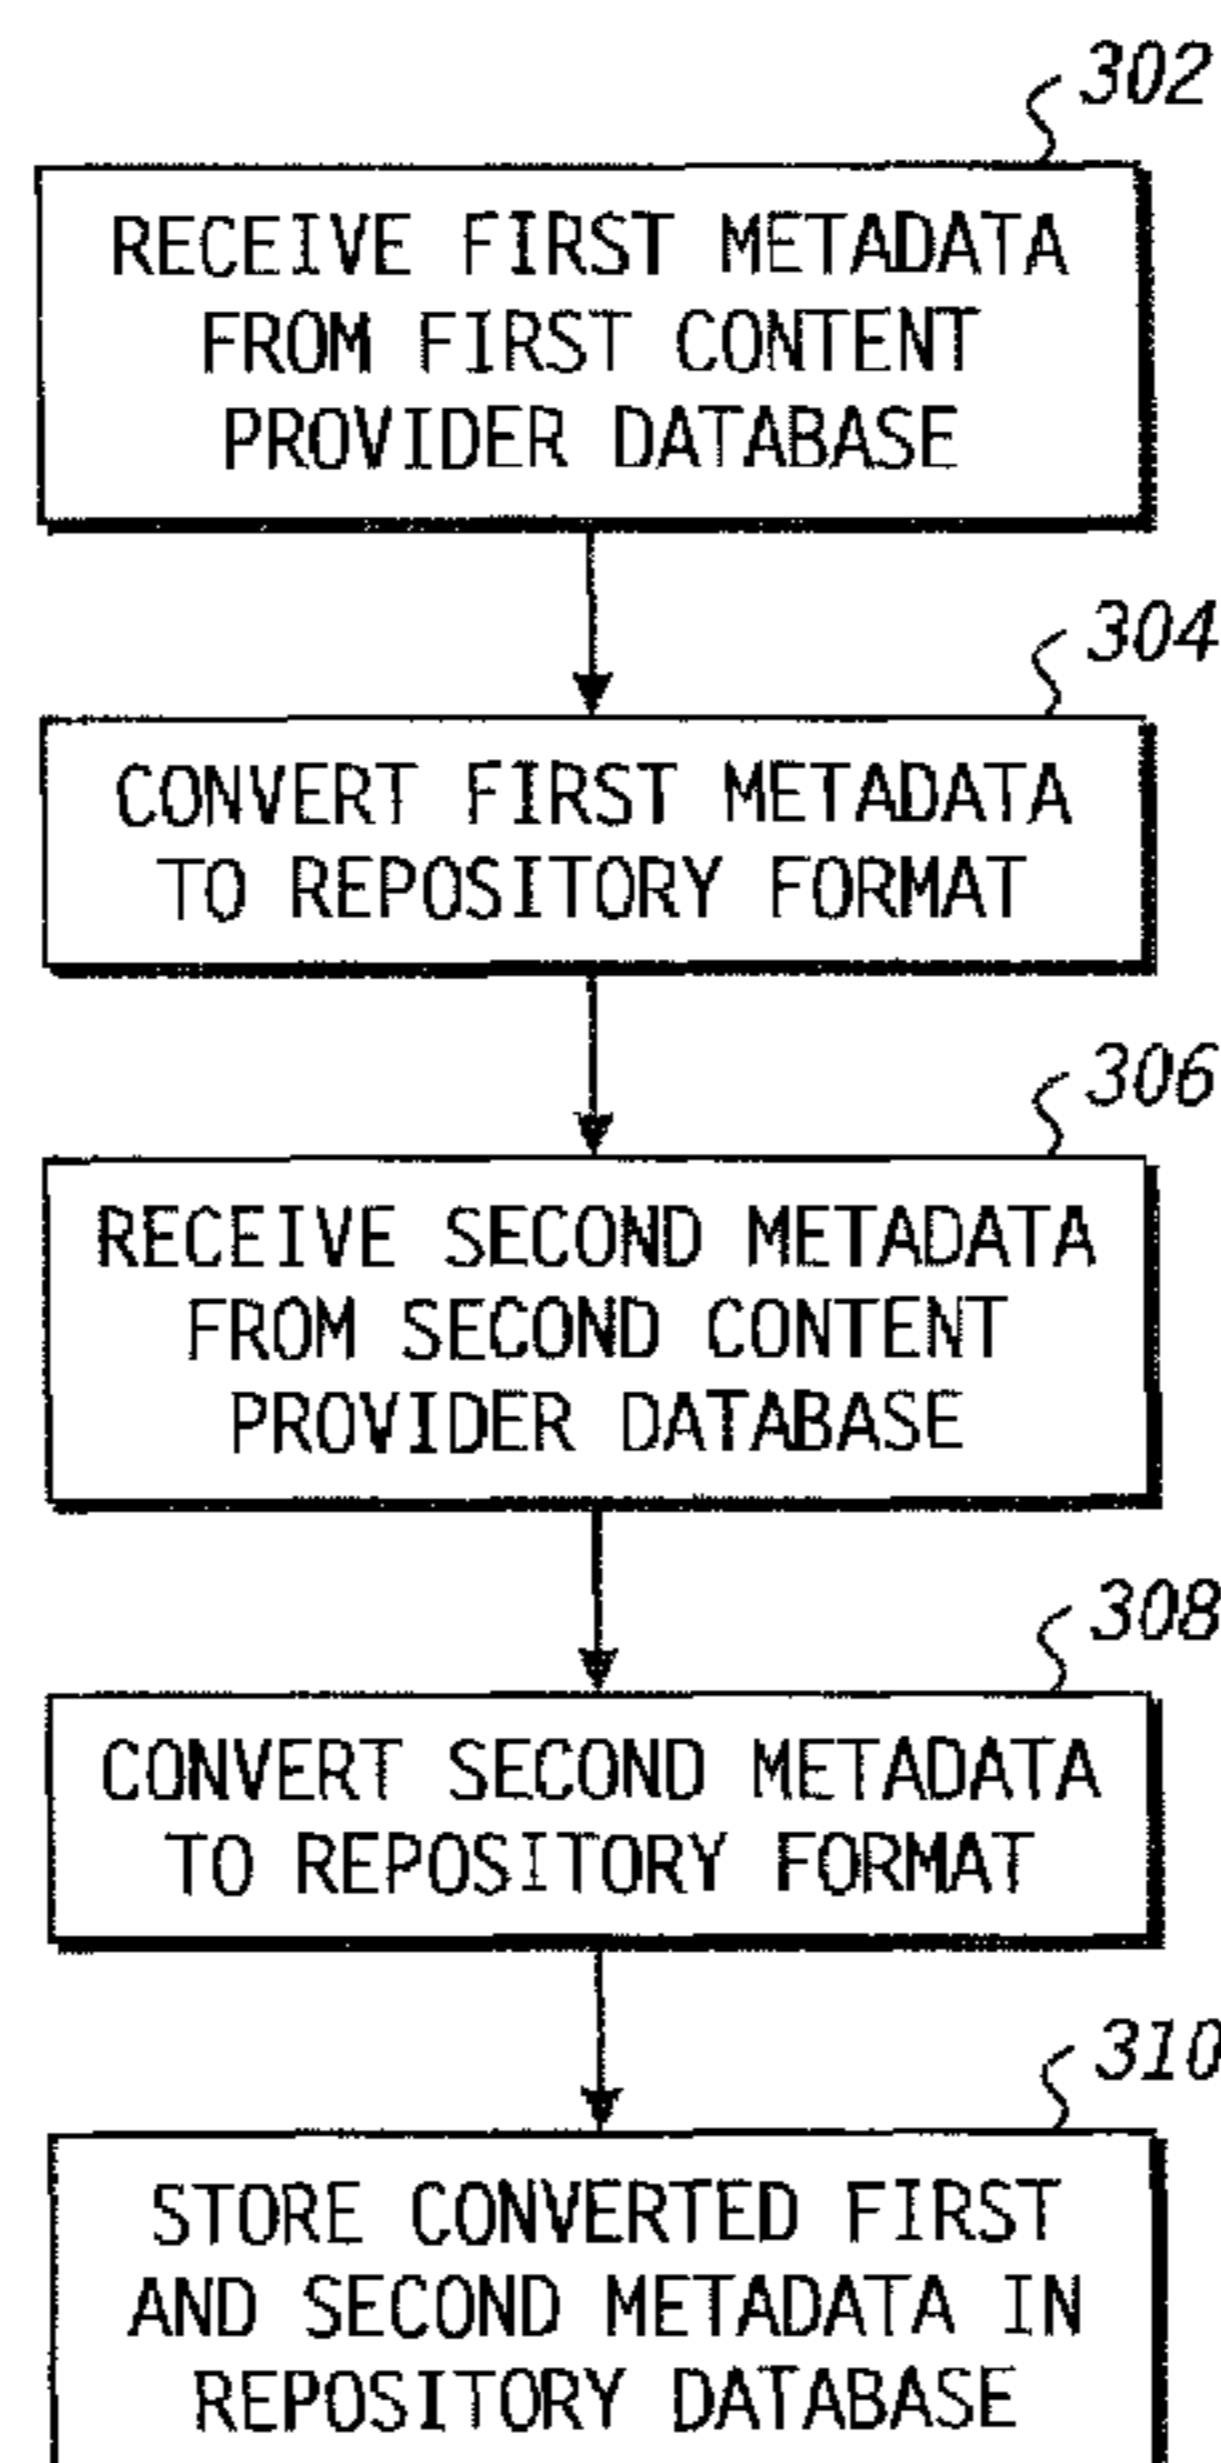 302
RECEIVE FIRST METADATA
FROM FIRST CONTENT
PROVIDER DATABASE
304
CONVERT FIRST METADATA
TO REPOSITORY FORMAT
306
RECEIVE SECOND METADATA
FROM SECOND CONTENT
PROVIDER DATABASE
308
CONVERT SECOND METADATA
TO REPOSITORY FORMAT
310
STORE CONVERTED FIRST
AND SECOND METADATA IN
REPOSITORY DATABASE